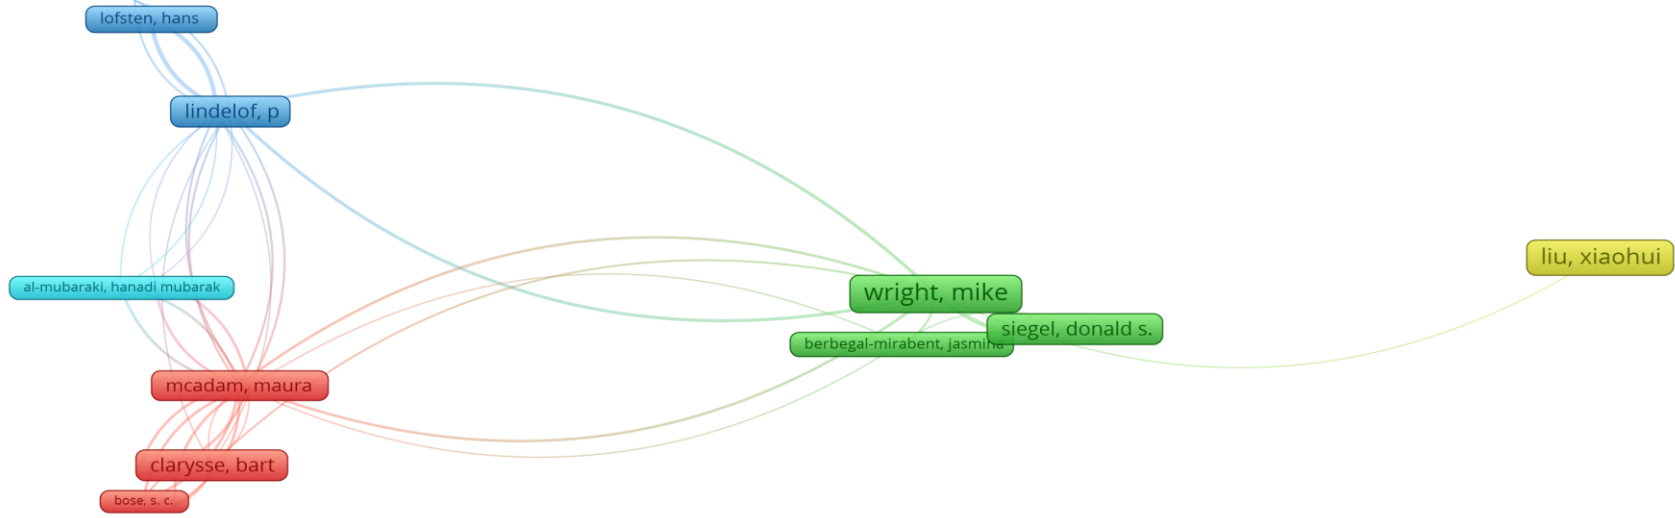 lofsten, hans
lindelof, p
liu, xiaohui
al-mubaraki, hanadi mubarak
wright, mike
siegel, donald s.
berbegal-mirabent, jasmina
mcadam, maura
clarysse, bart
bose, s. c.